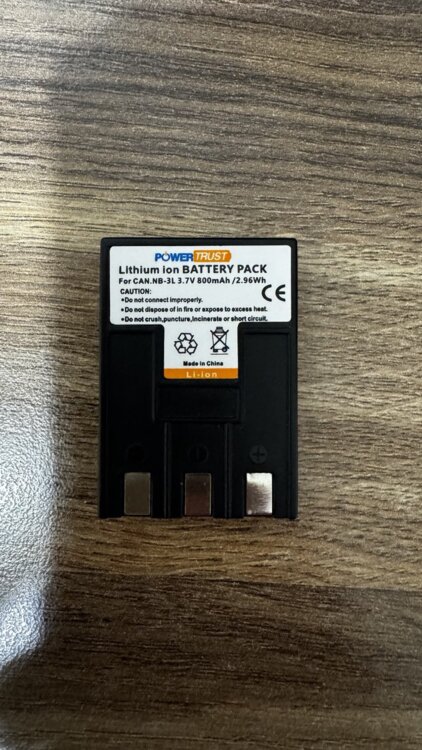 POWERTRUST
Lithium ion BATTERY PACK
For CAN.NB-3L 3.7V 800mAh /2.96Wh
CAUTION:
•Do not connect improperly.
•Do not dispose of in fire or expose to excess heat.
•Do not crush,puncture,incinerate or short circuit.
CE
Made in China
Li-ion